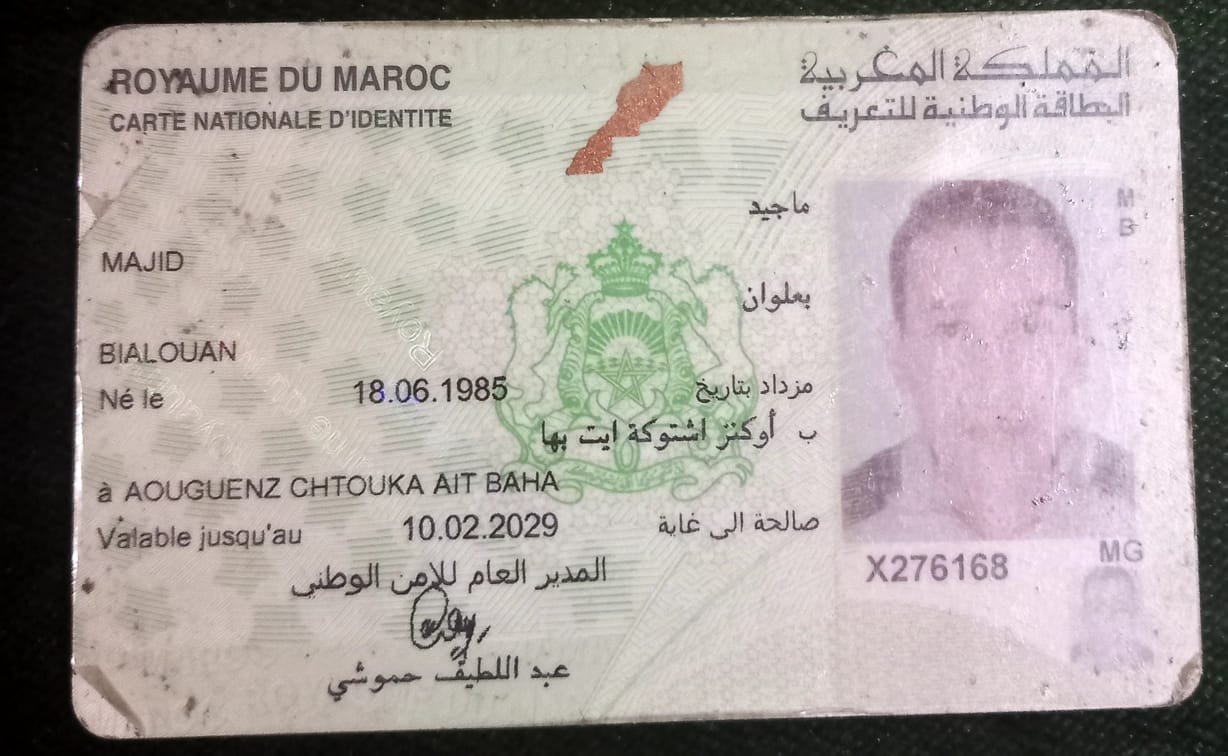 ROYAUME DU MAROC
المملكة المغربية
CARTE NATIONALE D'IDENTITE
البطاقة الوطنية للتعريف
ماجيد
MAJID
بعلوان
BIALOUAN
Né le 18.06.1985 مزداد بتاريخ
ب أوكنز اشتوكة ايت بها
à AOUGUENZ CHTOUKA AIT BAHA
Valable jusqu'au 10.02.2029 صالحة الى غاية
المدير العام للأمن الوطني
عبد اللطيف حموشي
X276168
MG
M
B